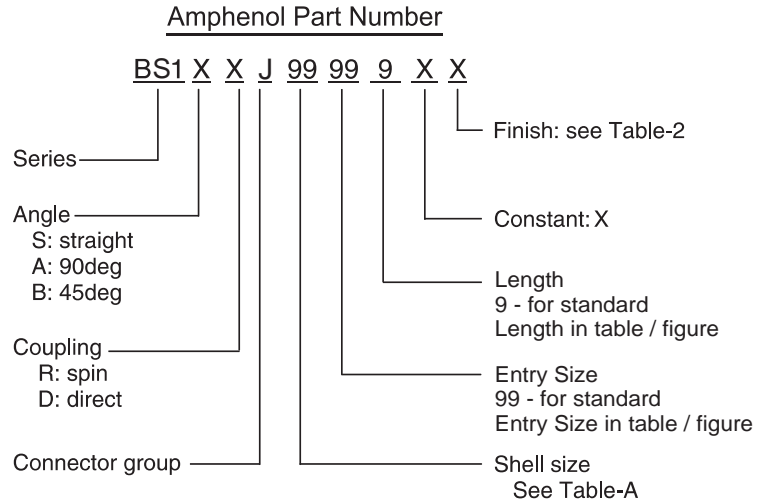 Amphenol Part Number
BS1 X X J 99 99 9 X X
Finish: see Table-2
Series
Angle
S: straight
A: 90deg
B: 45deg
Constant: X
Length
9 - for standard
Length in table / figure
Coupling
R: spin
D: direct
Entry Size
99 - for standard
Entry Size in table / figure
Connector group
Shell size
See Table-A